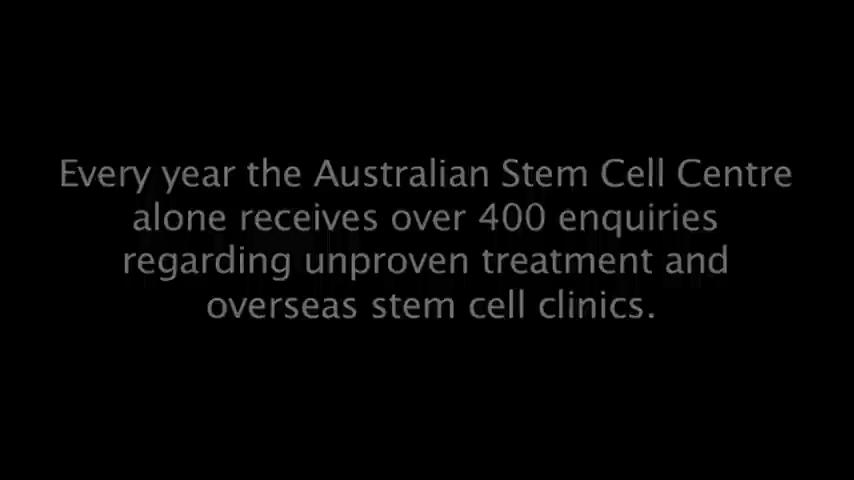 Every year the Australian Stem Cell Centre
alone receives over 400 enquiries
regarding unproven treatment and
overseas stem cell clinics.